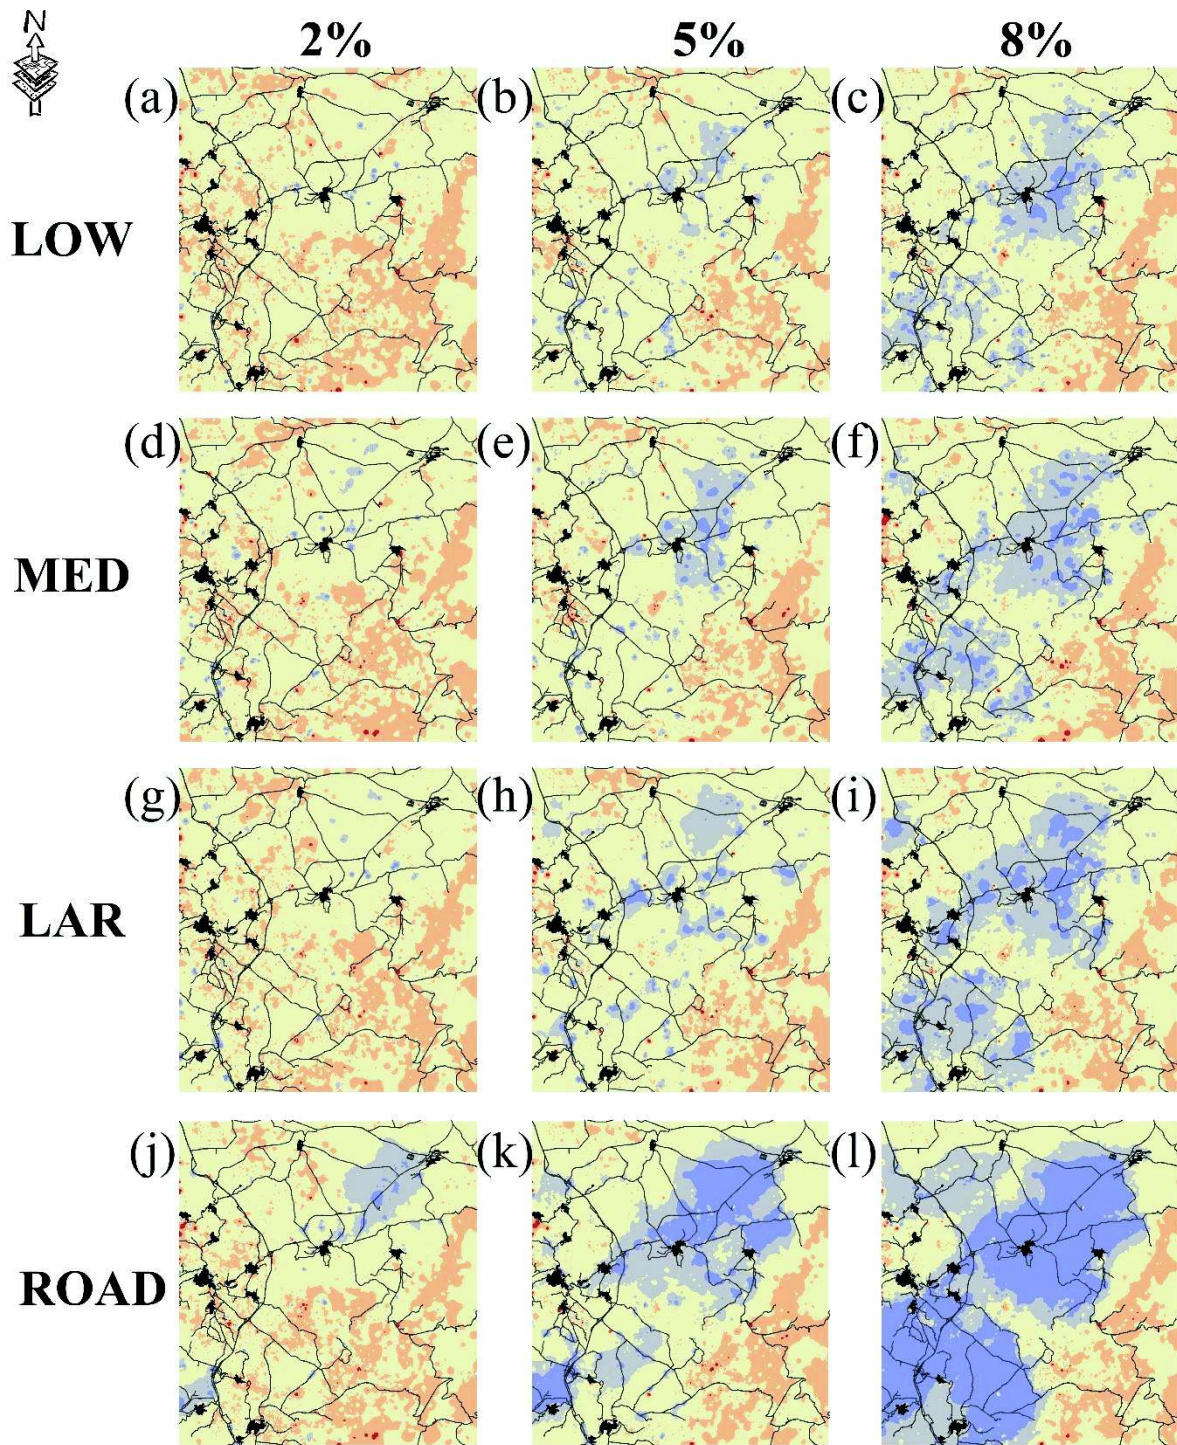 N
2% 5% 8%
(a) (b) (c)
LOW
(d) (e) (f)
MED
(g) (h) (i)
LAR
(j) (k) (l)
ROAD